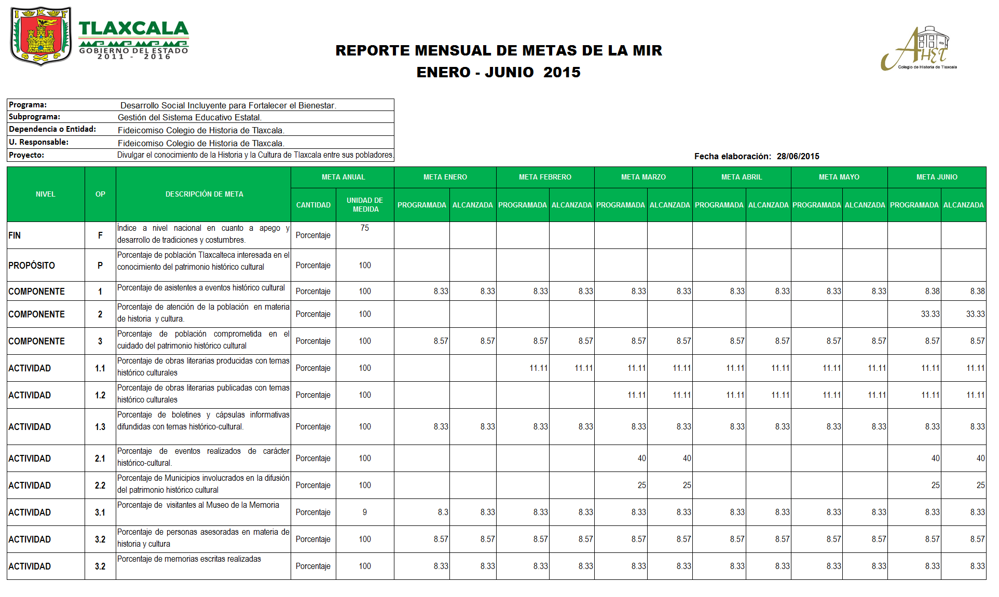 I K F
TLAXCALA
GOBIERNO DEL ESTADO
2011 - 2016
REPORTE MENSUAL DE METAS DE LA MIR
ENERO - JUNIO 2015
AHET
Colegio de Historia de Tlaxcala
Programa: Desarrollo Social Incluyente para Fortalecer el Bienestar.
Subprograma: Gestión del Sistema Educativo Estatal.
Dependencia o Entidad: Fideicomiso Colegio de Historia de Tlaxcala.
U. Responsable: Fideicomiso Colegio de Historia de Tlaxcala.
Proyecto: Divulgar el conocimiento de la Historia y la Cultura de Tlaxcala entre sus pobladores.
Fecha elaboración: 28/06/2015
NIVEL OP DESCRIPCIÓN DE META META ANUAL META ENERO META FEBRERO META MARZO META ABRIL META MAYO META JUNIO
CANTIDAD UNIDAD DE MEDIDA PROGRAMADA ALCANZADA PROGRAMADA ALCANZADA PROGRAMADA ALCANZADA PROGRAMADA ALCANZADA PROGRAMADA ALCANZADA PROGRAMADA ALCANZADA
FIN F Índice a nivel nacional en cuanto a apego y
desarrollo de tradiciones y costumbres. Porcentaje 75
PROPÓSITO P Porcentaje de población Tlaxcalteca interesada en el
conocimiento del patrimonio histórico cultural Porcentaje 100
COMPONENTE 1 Porcentaje de asistentes a eventos histórico cultural Porcentaje 100 8.33 8.33 8.33 8.33 8.33 8.33 8.33 8.33 8.33 8.33 8.38 8.38
COMPONENTE 2 Porcentaje de atención de la población en materia
de historia y cultura. Porcentaje 100 33.33 33.33
COMPONENTE 3 Porcentaje de población comprometida en el
cuidado del patrimonio histórico cultural Porcentaje 100 8.57 8.57 8.57 8.57 8.57 8.57 8.57 8.57 8.57 8.57 8.57 8.57
ACTIVIDAD 1.1 Porcentaje de obras literarias producidas con temas
histórico culturales Porcentaje 100 11.11 11.11 11.11 11.11 11.11 11.11 11.11 11.11 11.11 11.11
ACTIVIDAD 1.2 Porcentaje de obras literarias publicadas con temas
histórico culturales Porcentaje 100 11.11 11.11 11.11 11.11 11.11 11.11 11.11 11.11
ACTIVIDAD 1.3 Porcentaje de boletines y cápsulas informativas
difundidas con temas histórico-cultural. Porcentaje 100 8.33 8.33 8.33 8.33 8.33 8.33 8.33 8.33 8.33 8.33 8.33 8.33
ACTIVIDAD 2.1 Porcentaje de eventos realizados de carácter
histórico-cultural. Porcentaje 100 40 40 40 40
ACTIVIDAD 2.2 Porcentaje de Municipios involucrados en la difusión
del patrimonio histórico cultural Porcentaje 100 25 25 25 25
ACTIVIDAD 3.1 Porcentaje de visitantes al Museo de la Memoria Porcentaje 9 8.3 8.33 8.33 8.33 8.33 8.33 8.33 8.33 8.33 8.33 8.33 8.33
ACTIVIDAD 3.2 Porcentaje de personas asesoradas en materia de
historia y cultura Porcentaje 100 8.57 8.57 8.57 8.57 8.57 8.57 8.57 8.57 8.57 8.57 8.57 8.57
ACTIVIDAD 3.2 Porcentaje de memorias escritas realizadas Porcentaje 100 8.33 8.33 8.33 8.33 8.33 8.33 8.33 8.33 8.33 8.33 8.33 8.33